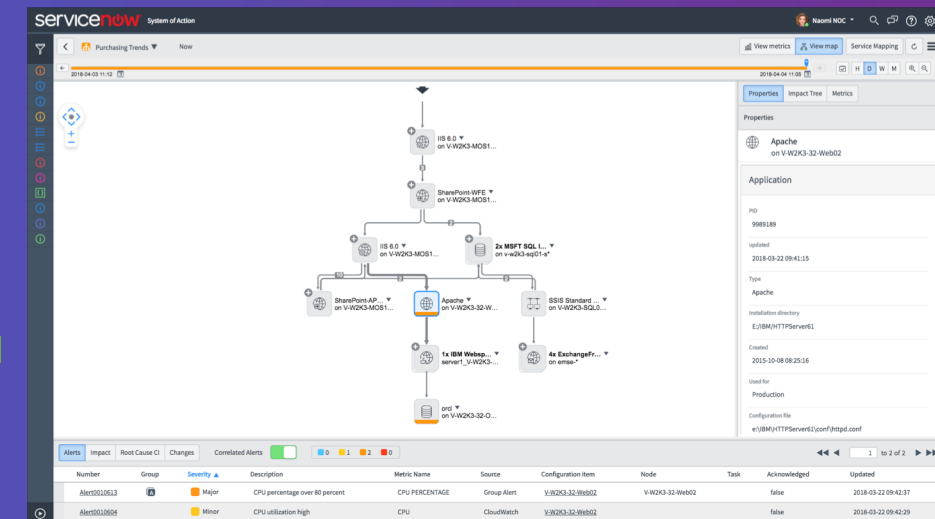 servicenow System of Action
Naomi NOC
Purchasing Trends ▼ Now
View metrics View map Service Mapping
2018-04-03 11:12
2018-04-04 11:05
H D W M
Properties Impact Tree Metrics
Properties
Apache
on V-W2K3-32-Web02
Application
PID
9989189
updated
2018-03-22 09:41:15
Type
Apache
Installation directory
E:/IBM/HTTPServer61
Created
2015-10-08 08:25:16
Used for
Production
Configuration file
e:\IBM\HTTPServer61\conf\httpd.conf
IIS 6.0 ▼
on V-W2K3-MOS1...
SharePoint-WFE ▼
on V-W2K3-MOS1...
IIS 6.0 ▼
on V-W2K3-MOS1...
2x MSFT SQL I... ▼
on v-w2k3-sql01-s*
SharePoint-AP... ▼
on V-W2K3-MOS1...
Apache ▼
on V-W2K3-32-W...
SSIS Standard ... ▼
on V-W2K3-SQL0...
1x IBM Websp... ▼
server1_V-W2K3-...
4x ExchangeFr... ▼
on emse-*
orcl ▼
on V-W2K3-32-O...
Alerts Impact Root Cause CI Changes Correlated Alerts 0 1 2 0
1 to 2 of 2
Number Group Severity ▲ Description Metric Name Source Configuration item Node Task Acknowledged Updated
Alert0010613 A Major CPU percentage over 80 percent CPU PERCENTAGE Group Alert V-W2K3-32-Web02 V-W2K3-32-Web02 false 2018-03-22 09:42:37
Alert0010604 Minor CPU utilization high CPU CloudWatch V-W2K3-32-Web02 false 2018-03-22 09:42:29